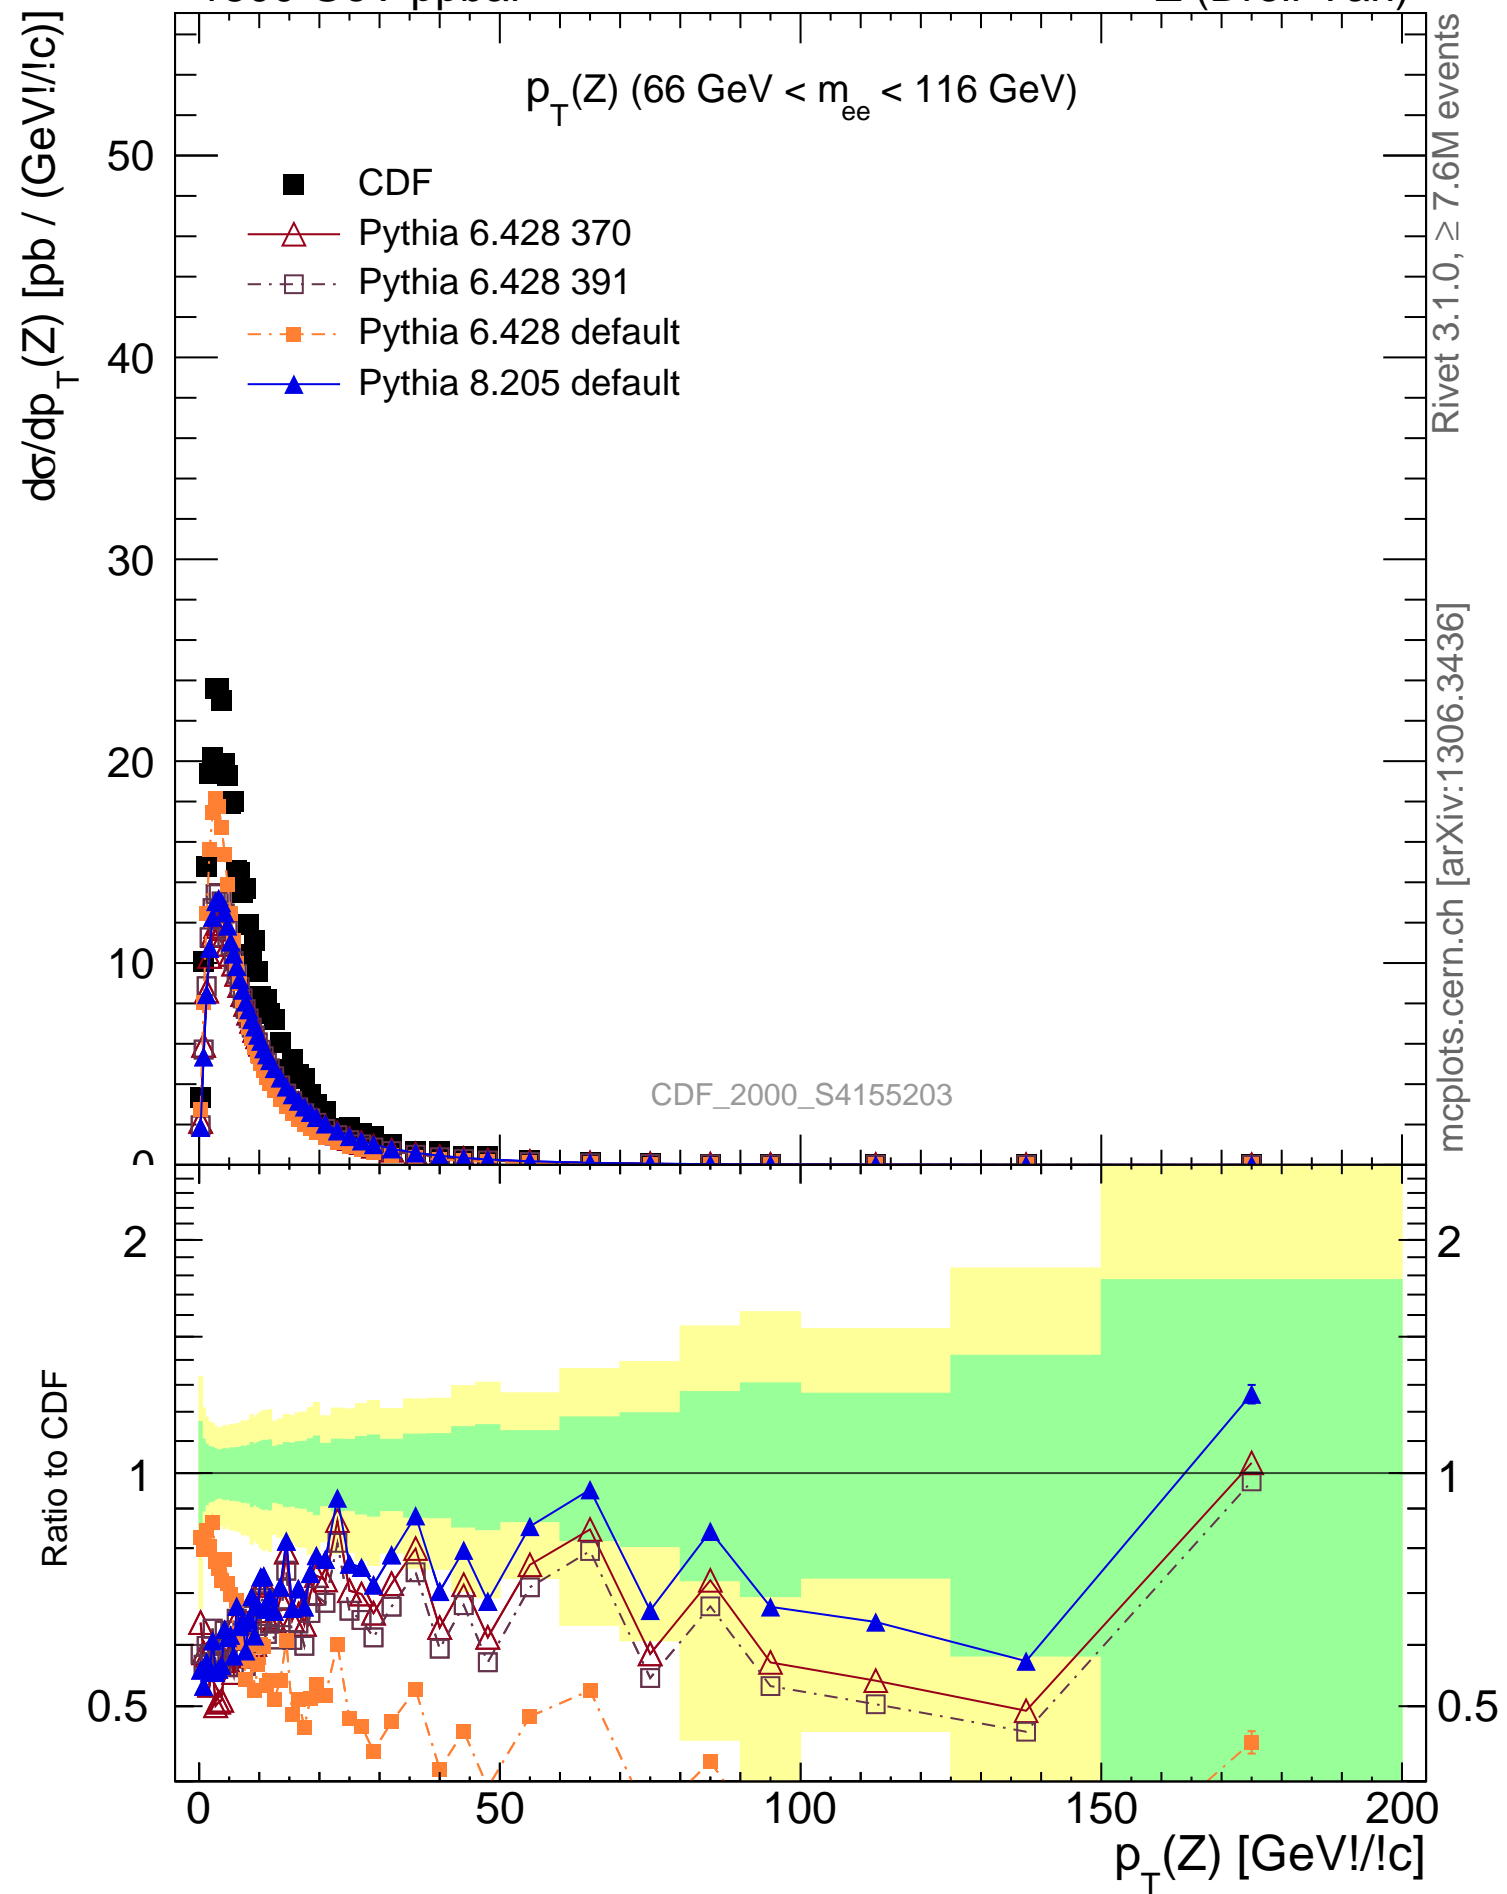 dσ/dp_T(Z) [pb / (GeV!/!c)]
p_T(Z) (66 GeV < m_ee < 116 GeV)
CDF
Pythia 6.428 370
Pythia 6.428 391
Pythia 6.428 default
Pythia 8.205 default
50
40
30
20
10
0
CDF_2000_S4155203
Rivet 3.1.0, ≥ 7.6M events
mcplots.cern.ch [arXiv:1306.3436]
Ratio to CDF
2
1
0.5
2
1
0.5
0
50
100
150
200
p_T(Z) [GeV!/!c]